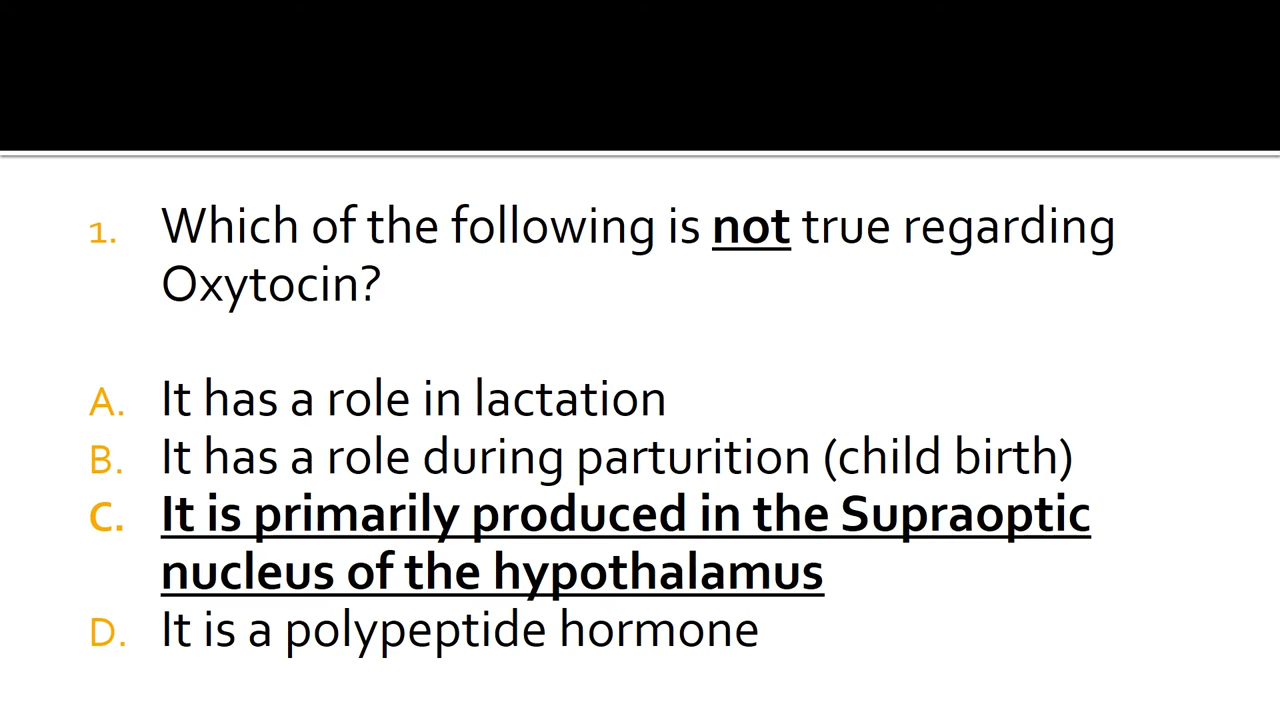 1. Which of the following is not true regarding
Oxytocin?
A. It has a role in lactation
B. It has a role during parturition (child birth)
C. It is primarily produced in the Supraoptic
nucleus of the hypothalamus
D. It is a polypeptide hormone